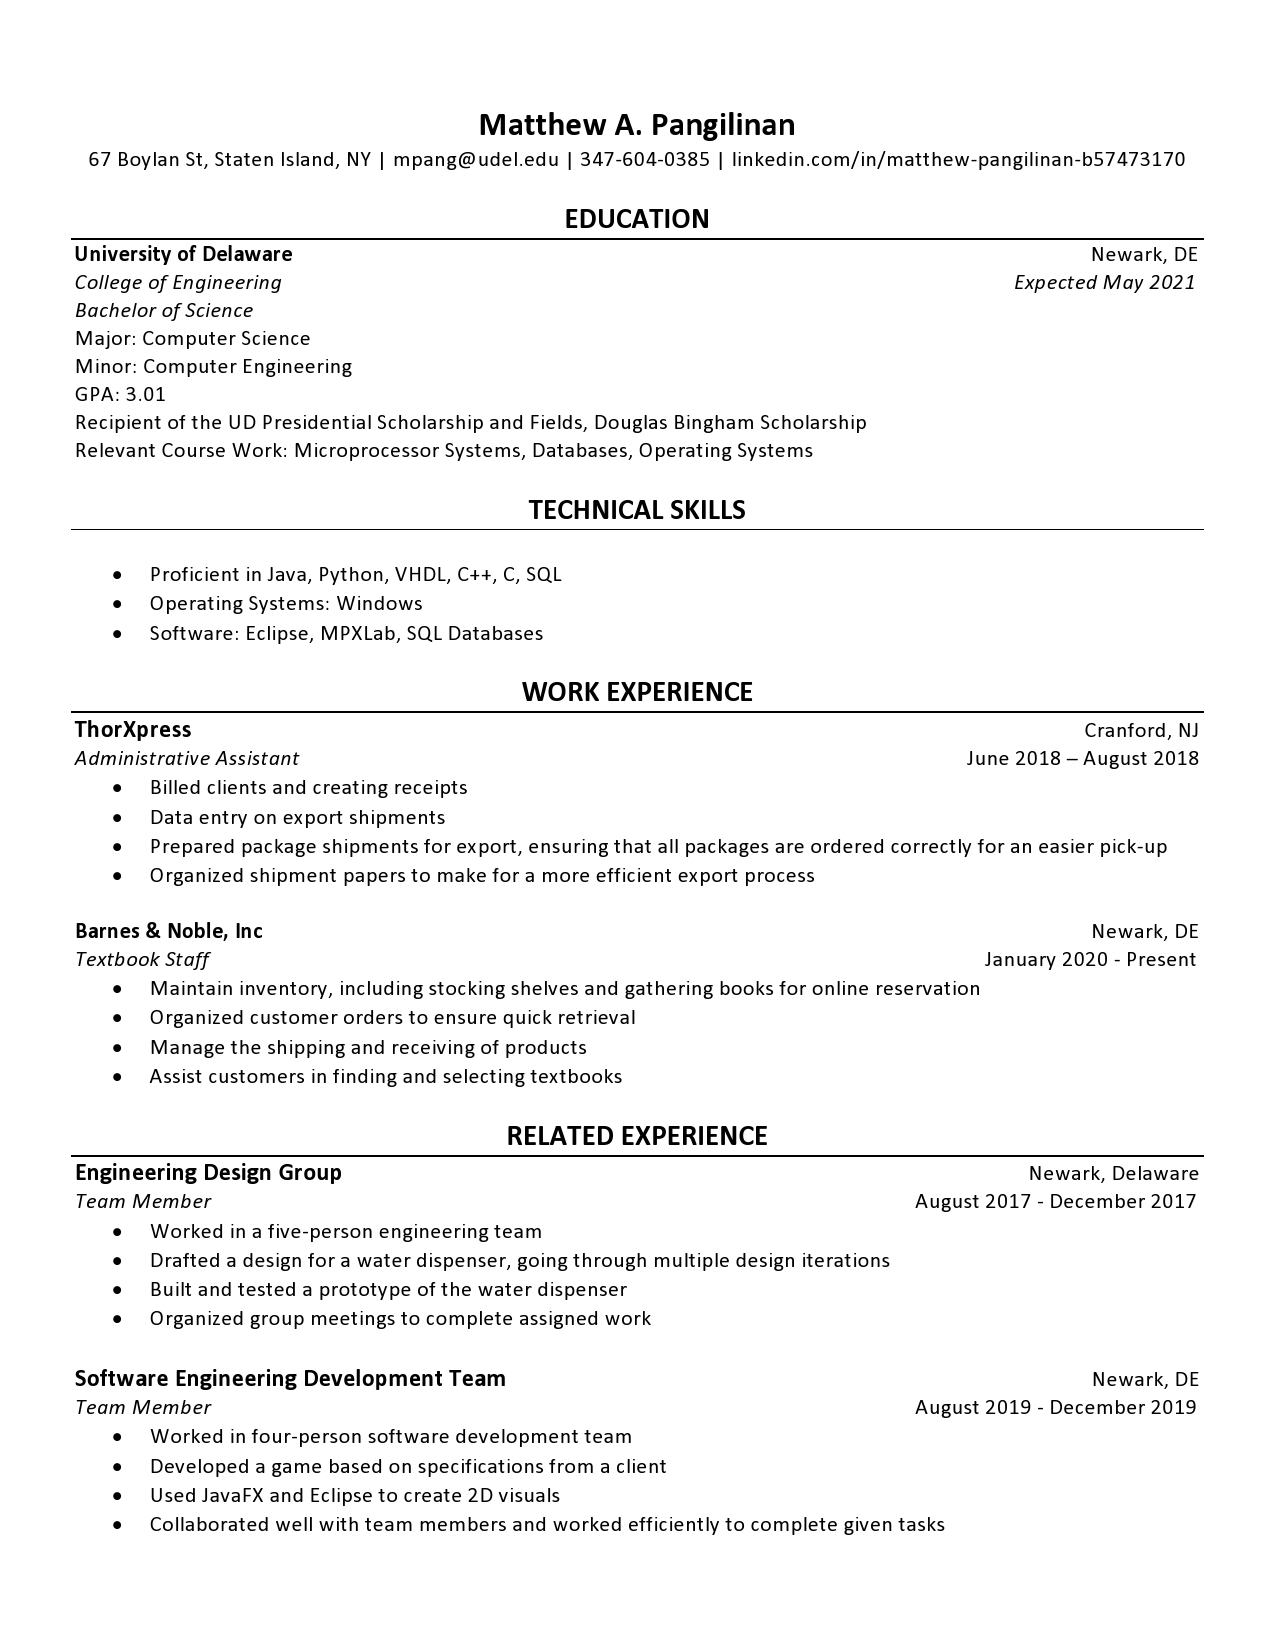 Matthew A. Pangilinan
67 Boylan St, Staten Island, NY | mpang@udel.edu | 347-604-0385 | linkedin.com/in/matthew-pangilinan-b57473170
EDUCATION
University of Delaware Newark, DE
College of Engineering Expected May 2021
Bachelor of Science
Major: Computer Science
Minor: Computer Engineering
GPA: 3.01
Recipient of the UD Presidential Scholarship and Fields, Douglas Bingham Scholarship
Relevant Course Work: Microprocessor Systems, Databases, Operating Systems
TECHNICAL SKILLS
• Proficient in Java, Python, VHDL, C++, C, SQL
• Operating Systems: Windows
• Software: Eclipse, MPXLab, SQL Databases
WORK EXPERIENCE
ThorXpress Cranford, NJ
Administrative Assistant June 2018 – August 2018
• Billed clients and creating receipts
• Data entry on export shipments
• Prepared package shipments for export, ensuring that all packages are ordered correctly for an easier pick-up
• Organized shipment papers to make for a more efficient export process
Barnes & Noble, Inc Newark, DE
Textbook Staff January 2020 - Present
• Maintain inventory, including stocking shelves and gathering books for online reservation
• Organized customer orders to ensure quick retrieval
• Manage the shipping and receiving of products
• Assist customers in finding and selecting textbooks
RELATED EXPERIENCE
Engineering Design Group Newark, Delaware
Team Member August 2017 - December 2017
• Worked in a five-person engineering team
• Drafted a design for a water dispenser, going through multiple design iterations
• Built and tested a prototype of the water dispenser
• Organized group meetings to complete assigned work
Software Engineering Development Team Newark, DE
Team Member August 2019 - December 2019
• Worked in four-person software development team
• Developed a game based on specifications from a client
• Used JavaFX and Eclipse to create 2D visuals
• Collaborated well with team members and worked efficiently to complete given tasks